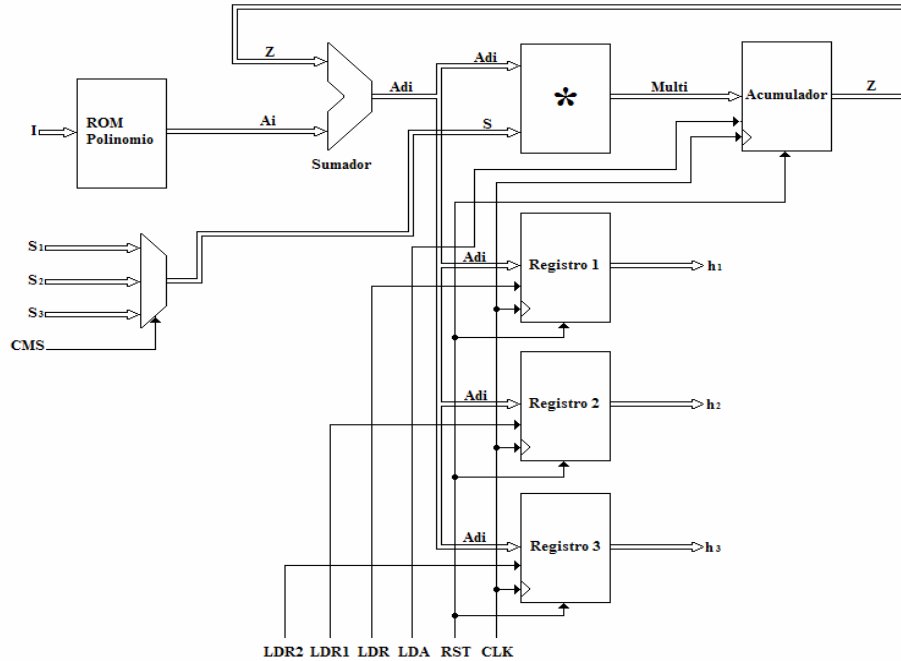 Z
Adi
Adi
Multi
Acumulador
Z
*
I
ROM
Polinomio
Ai
S
Sumador
S1
S2
S3
CMS
Adi
Registro 1
h1
Adi
Registro 2
h2
Adi
Registro 3
h3
LDR2 LDR1 LDR LDA RST CLK